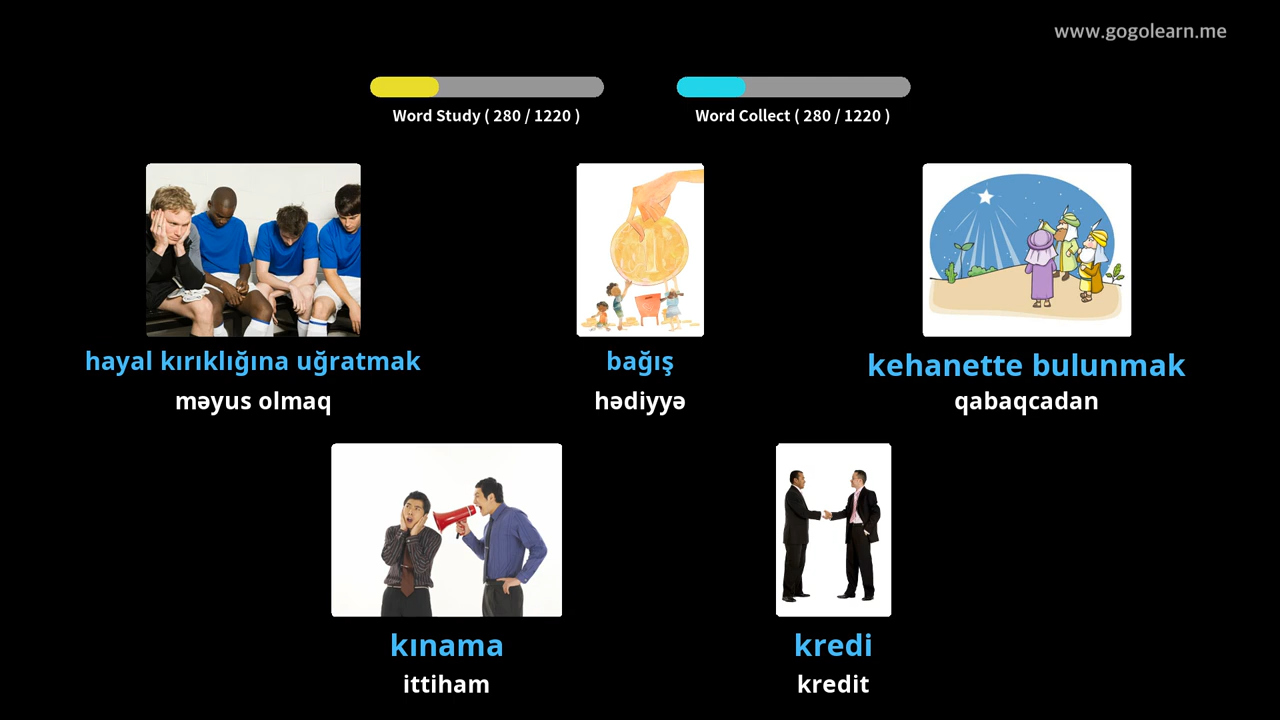 www.gogolearn.me
Word Study ( 280 / 1220 )
Word Collect ( 280 / 1220 )
hayal kırıklığına uğratmak
məyus olmaq
bağış
hədiyyə
kehanette bulunmak
qabaqcadan
kınama
ittiham
kredi
kredit